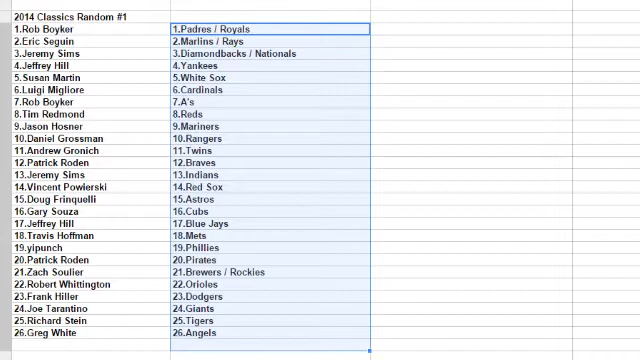 2014 Classics Random #1
1.Rob Boyker 1.Padres / Royals
2.Eric Seguin 2.Marlins / Rays
3.Jeremy Sims 3.Diamondbacks / Nationals
4.Jeffrey Hill 4.Yankees
5.Susan Martin 5.White Sox
6.Luigi Migliore 6.Cardinals
7.Rob Boyker 7.A's
8.Tim Redmond 8.Reds
9.Jason Hosner 9.Mariners
10.Daniel Grossman 10.Rangers
11.Andrew Gronich 11.Twins
12.Patrick Roden 12.Braves
13.Jeremy Sims 13.Indians
14.Vincent Powierski 14.Red Sox
15.Doug Frinquelli 15.Astros
16.Gary Souza 16.Cubs
17.Jeffrey Hill 17.Blue Jays
18.Travis Hoffman 18.Mets
19.yipunch 19.Phillies
20.Patrick Roden 20.Pirates
21.Zach Soulier 21.Brewers / Rockies
22.Robert Whittington 22.Orioles
23.Frank Hiller 23.Dodgers
24.Joe Tarantino 24.Giants
25.Richard Stein 25.Tigers
26.Greg White 26.Angels